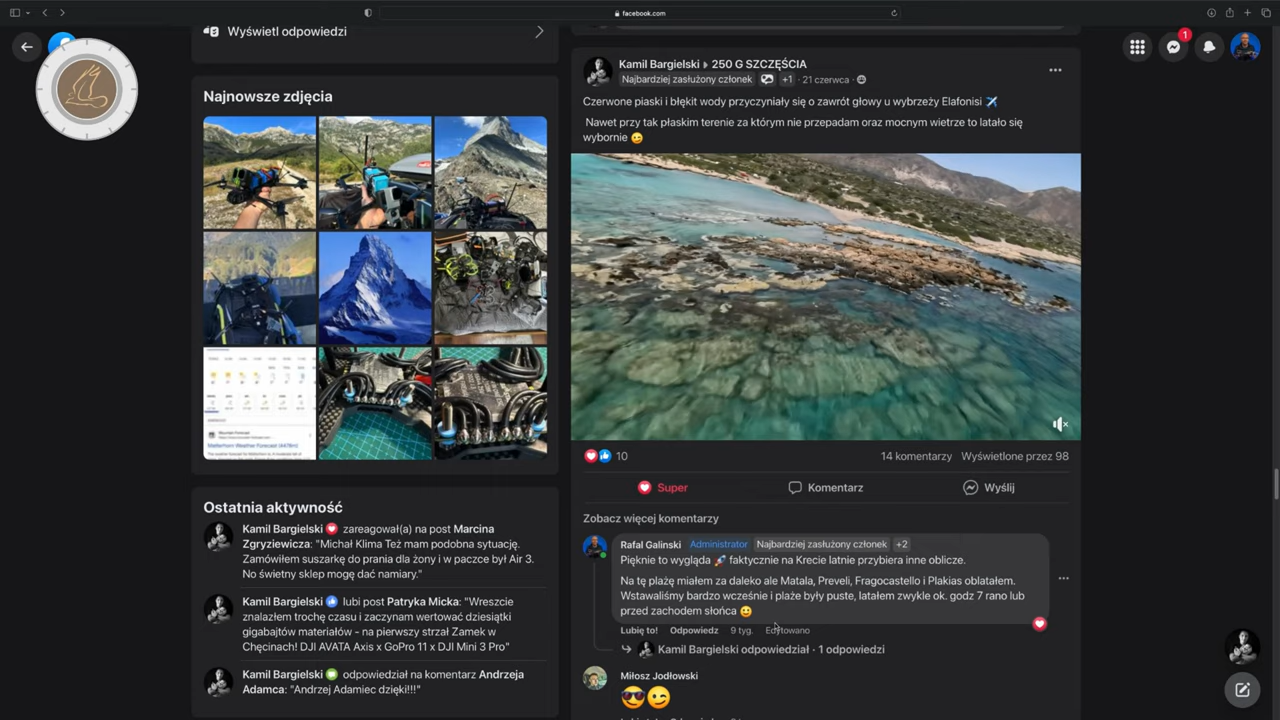 facebook.com
Wyświetl odpowiedzi
Najnowsze zdjęcia
Matterhorn Weather Forecast (4478m)
Ostatnia aktywność
Kamil Bargielski zareagował(a) na post Marcina
Zgryziewicza: "Michał Klima Też mam podobna sytuację.
Zamówiłem suszarkę do prania dla żony i w paczce był Air 3.
No świetny sklep mogę dać namiary."
Kamil Bargielski lubi post Patryka Micka: "Wreszcie
znalazłem trochę czasu i zaczynam wertować dziesiątki
gigabajtów materiałów - na pierwszy strzał Zamek w
Chęcinach! DJI AVATA Axis x GoPro 11 x DJI Mini 3 Pro"
Kamil Bargielski odpowiedział na komentarz Andrzeja
Adamca: "Andrzej Adamiec dzięki!!!"
Kamil Bargielski 250 G SZCZĘŚCIA
Najbardziej zasłużony członek +1 · 21 czerwca ·
Czerwone piaski i błękit wody przyczyniały się o zawrót głowy u wybrzeży Elafonisi ✈️
Nawet przy tak płaskim terenie za którym nie przepadam oraz mocnym wietrze to latało się
wybornie 😉
10
14 komentarzy Wyświetlone przez 98
Super Komentarz Wyślij
Zobacz więcej komentarzy
Rafal Galinski Administrator Najbardziej zasłużony członek +2
Pięknie to wygląda 🚀 faktycznie na Krecie latnie przybiera inne oblicze.
Na tę plażę miałem za daleko ale Matala, Preveli, Fragocastello i Plakias oblatałem.
Wstawaliśmy bardzo wcześnie i plaże były puste, latałem zwykle ok. godz 7 rano lub
przed zachodem słońca 🙂
Lubię to! Odpowiedz 9 tyg. Edytowano
Kamil Bargielski odpowiedział · 1 odpowiedzi
Miłosz Jodłowski
😎😉
1